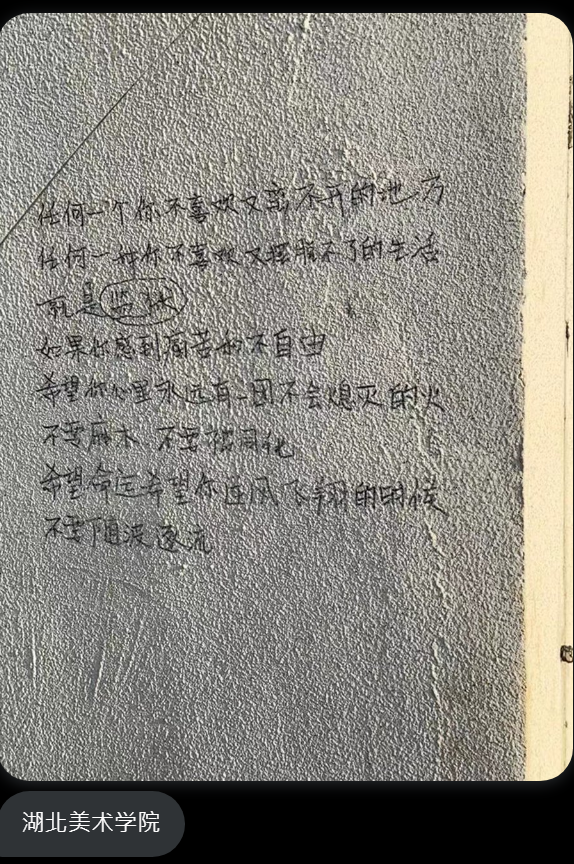 任何一个你不喜欢又离不开的地方
任何一种你不喜欢又摆脱不了的生活
就是监狱
如果你感到痛苦和不自由
希望你心里永远有一团不会熄灭的火
不要麻木 不要被同化
希望命运希望你逆风飞翔的时候
不要随波逐流
湖北美术学院